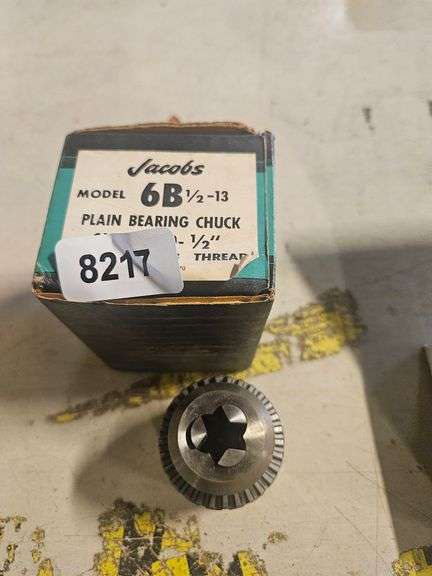 Jacobs
MODEL 6B 1/2-13
PLAIN BEARING CHUCK
1/2"
8217
THREAD